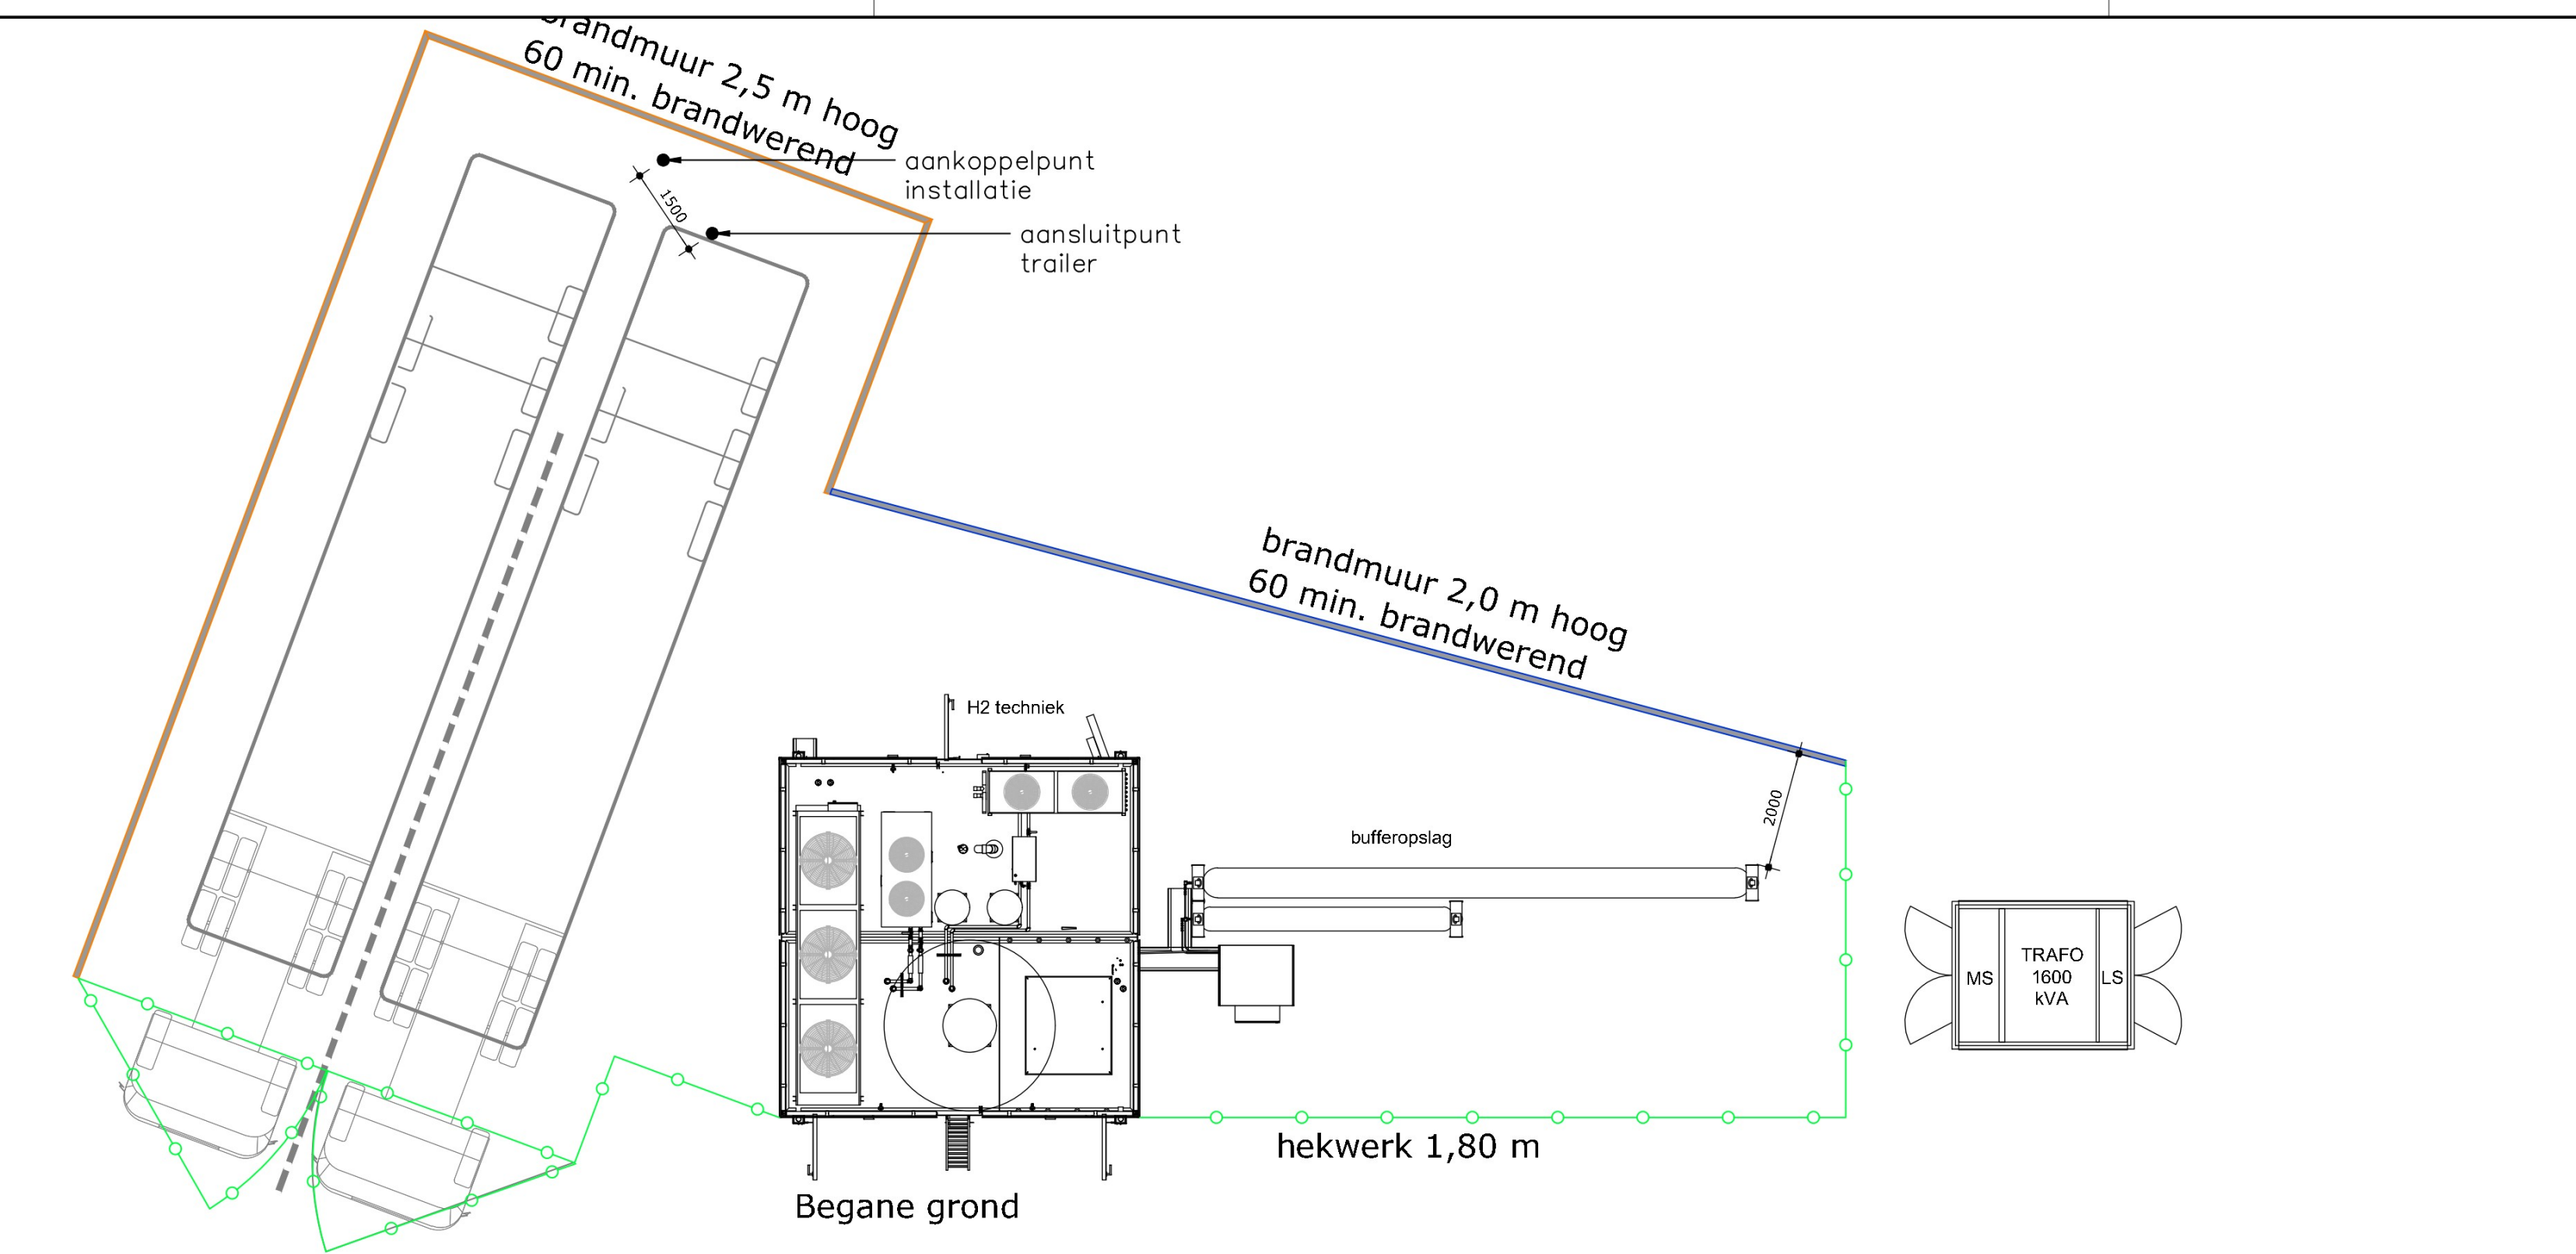 brandmuur 2,5 m hoog
60 min. brandwerend
aankoppelpunt
installatie
1500
aansluitpunt
trailer
brandmuur 2,0 m hoog
60 min. brandwerend
H2 techniek
2000
bufferopslag
TRAFO
MS 1600 LS
kVA
hekwerk 1,80 m
Begane grond